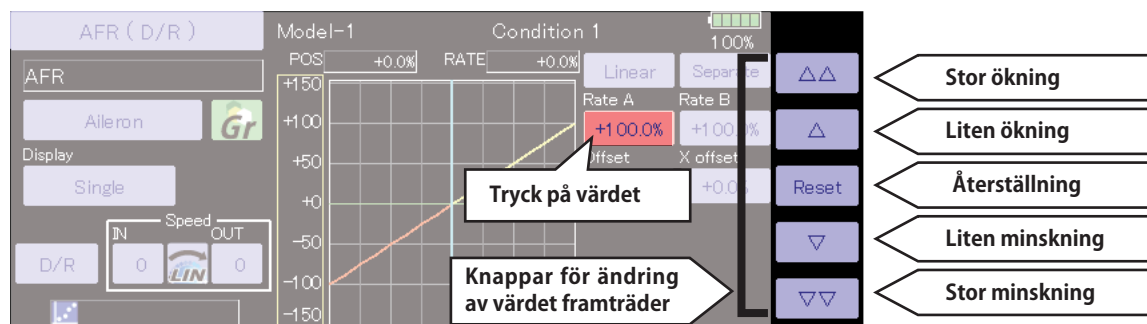 AFR ( D/R )
Model-1
Condition 1
100%
POS
+0.0%
RATE
+0.0%
Linear
Separate
△△
Stor ökning
AFR
+150
Rate A
Rate B
Aileron
Gr
+100
+100.0%
+100.0%
△
Liten ökning
Display
+50
Offset
X offset
Single
Tryck på värdet
+0.0%
Reset
Återställning
+0
Speed
IN
OUT
-50
▽
Liten minskning
D/R
0
LIN
0
-100
Knappar för ändring
av värdet framträder
▽▽
Stor minskning
-150